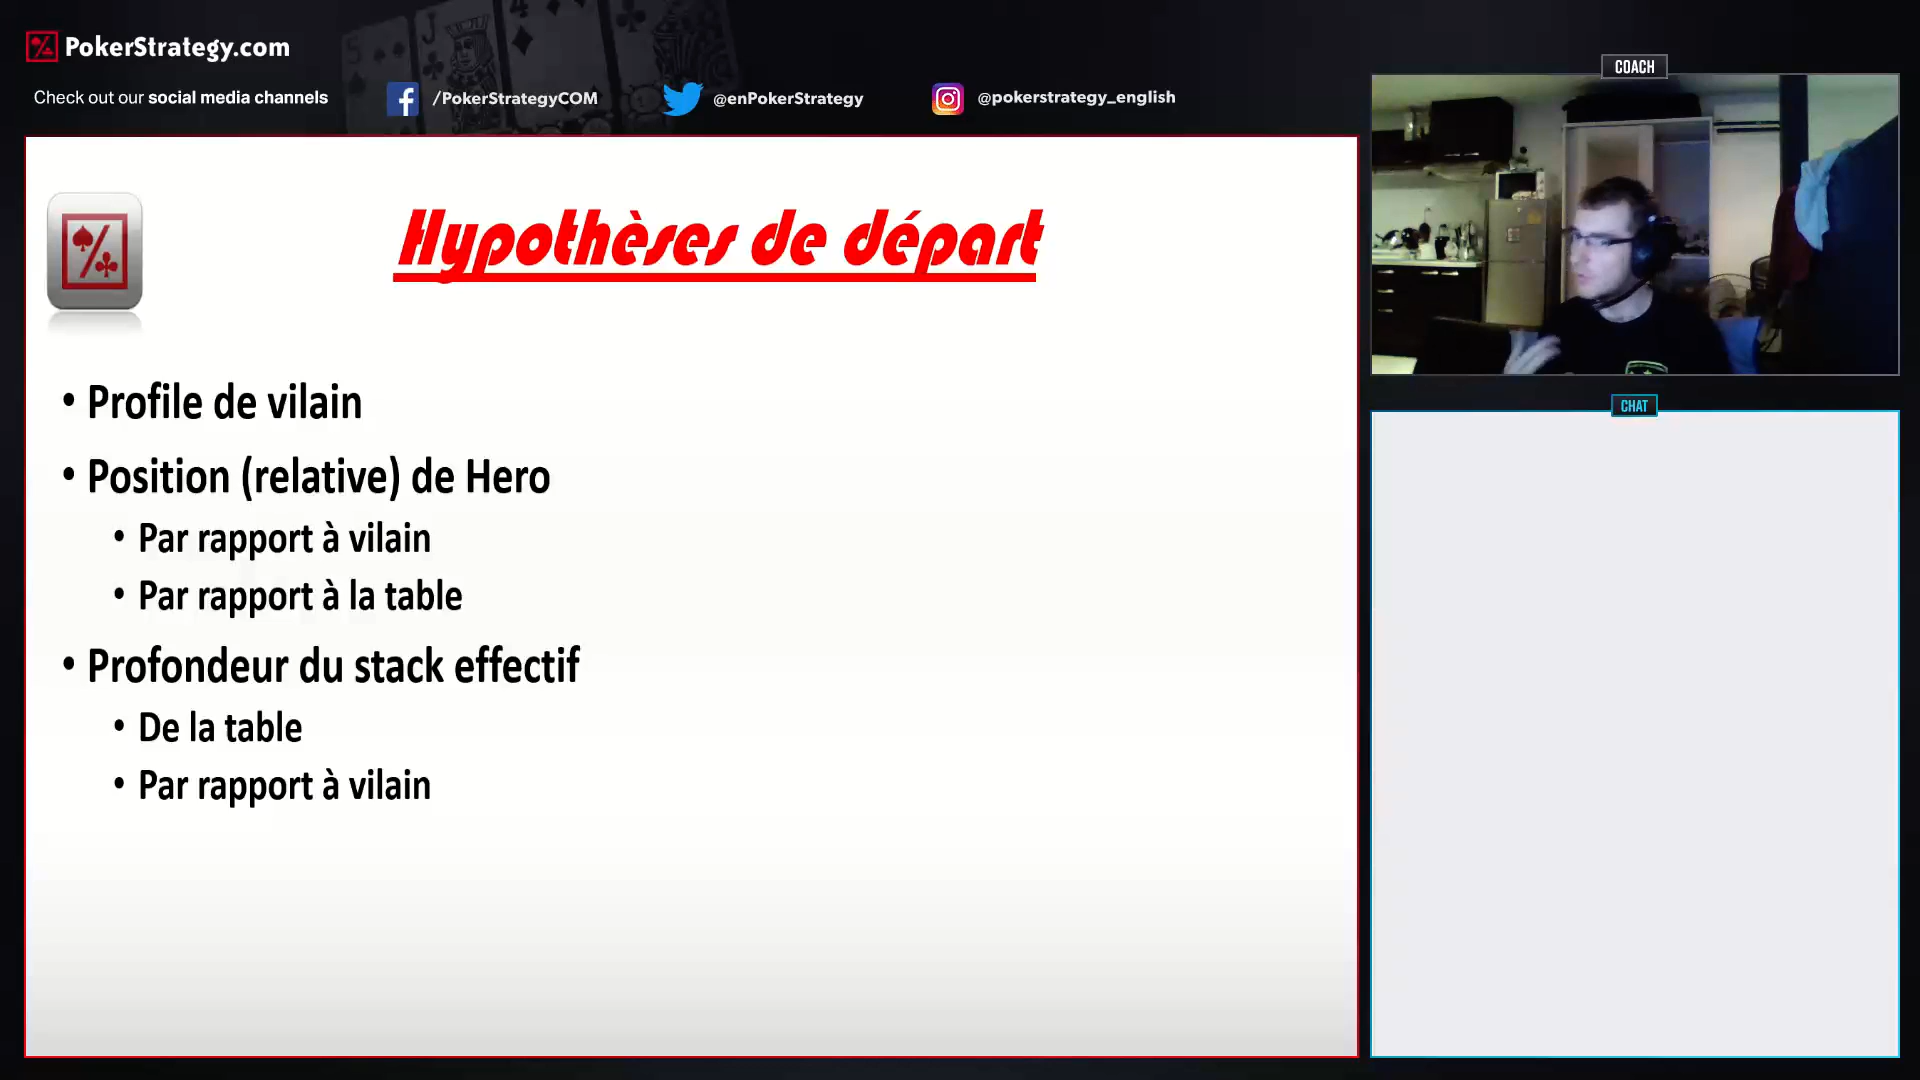 PokerStrategy.com
Check out our social media channels
/PokerStrategyCOM
@enPokerStrategy
@pokerstrategy_english
COACH
Hypothèses de départ
• Profile de vilain
• Position (relative) de Hero
• Par rapport à vilain
• Par rapport à la table
• Profondeur du stack effectif
• De la table
• Par rapport à vilain
CHAT